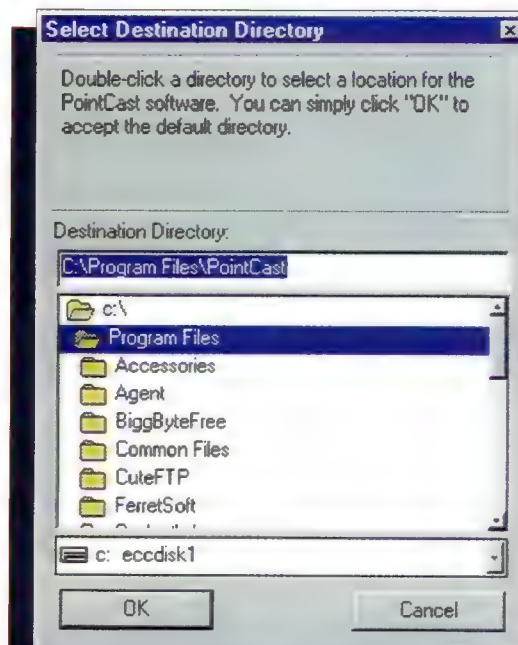 Select Destination Directory
Double-click a directory to select a location for the
PointCast software. You can simply click "OK" to
accept the default directory.
Destination Directory:
C:\Program Files\PointCast
c:\
Program Files
Accessories
Agent
BiggByteFree
Common Files
CuteFTP
FerretSoft
c: eccdisk1
OK
Cancel